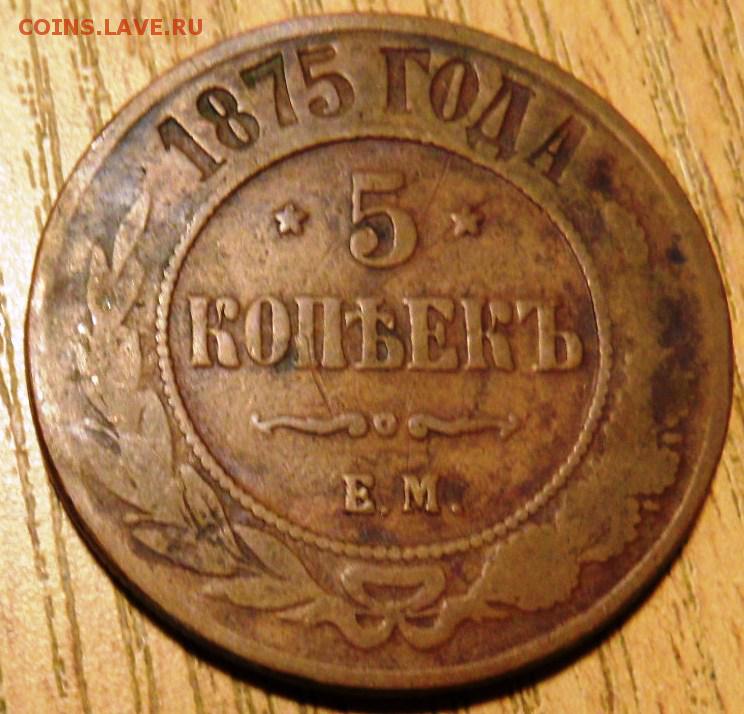 COINS.LAVE.RU
1875 ГОДА
* 5 *
КОПѢЕКЪ
Е.М.